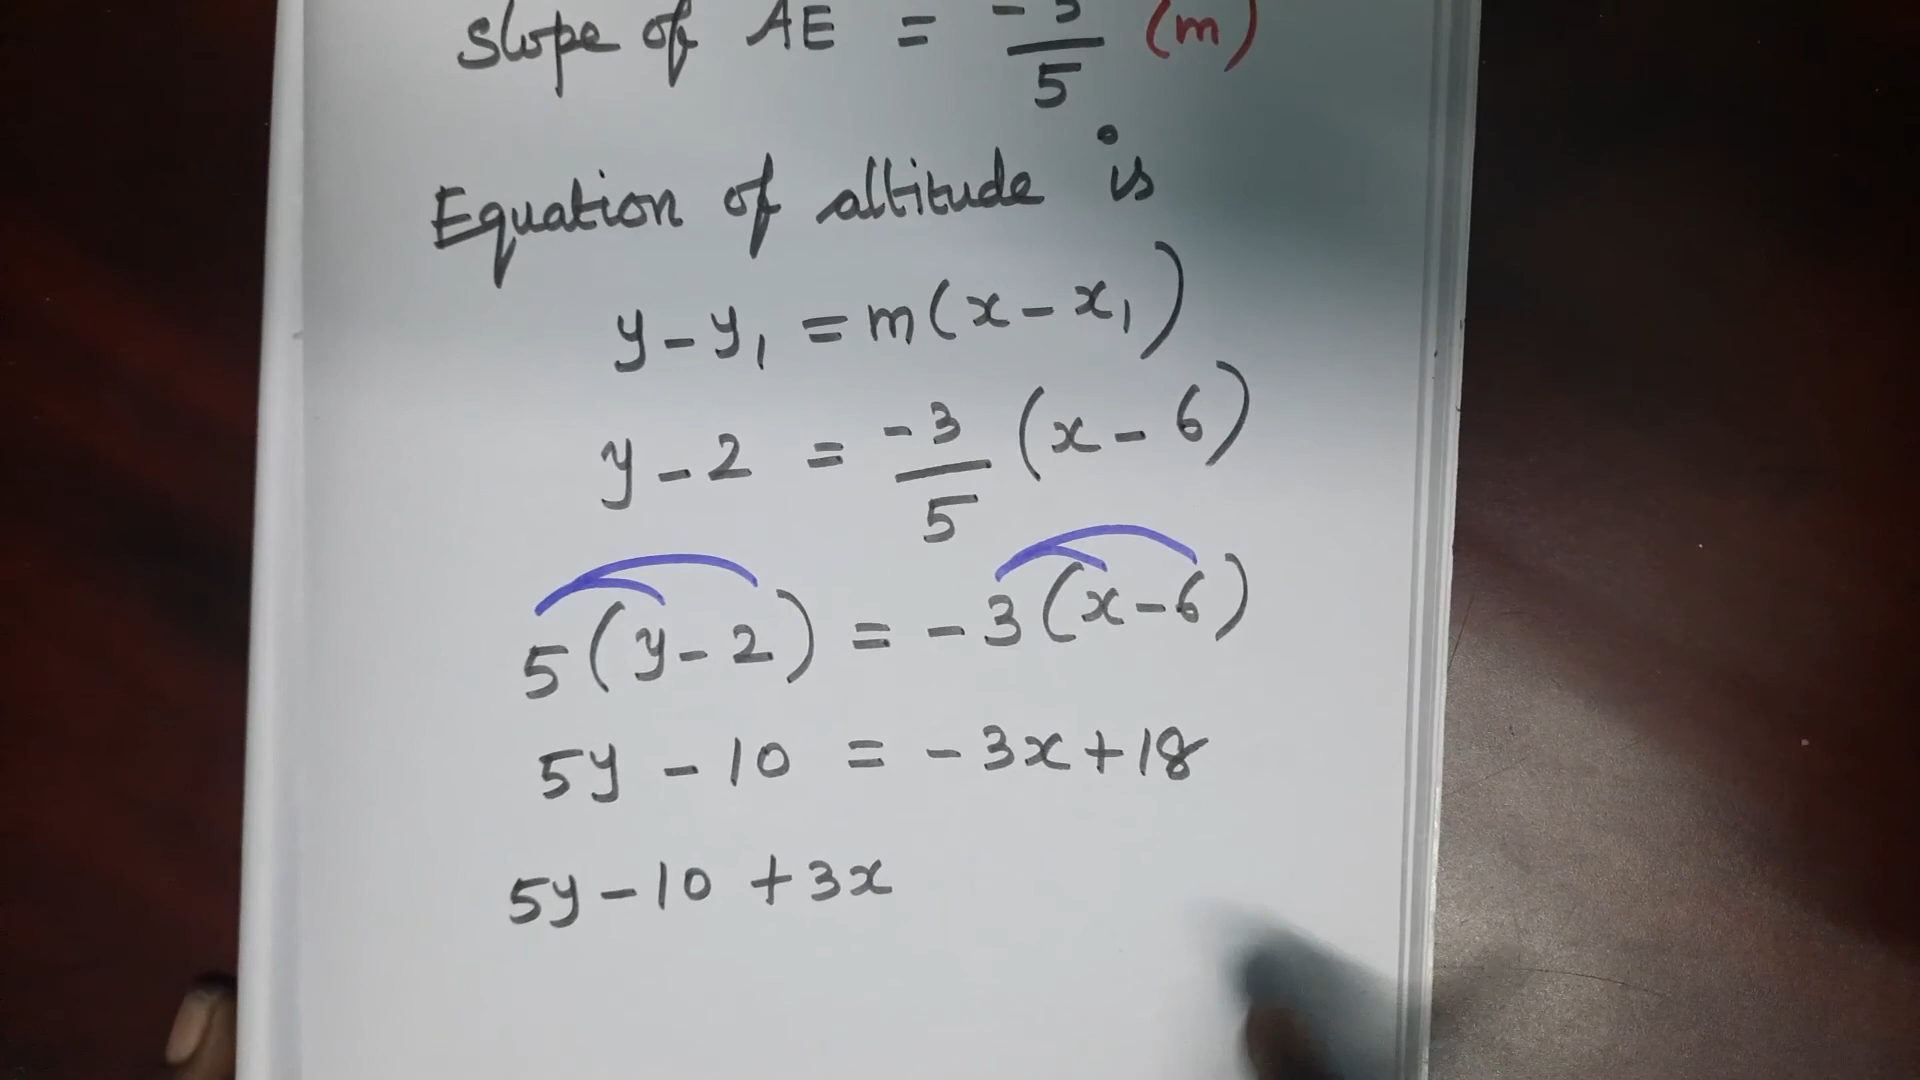 Slope of AE = -3/5 (m)
Equation of altitude is
y - y₁ = m(x - x₁)
y - 2 = -3/5 (x - 6)
5(y - 2) = -3(x - 6)
5y - 10 = -3x + 18
5y - 10 + 3x